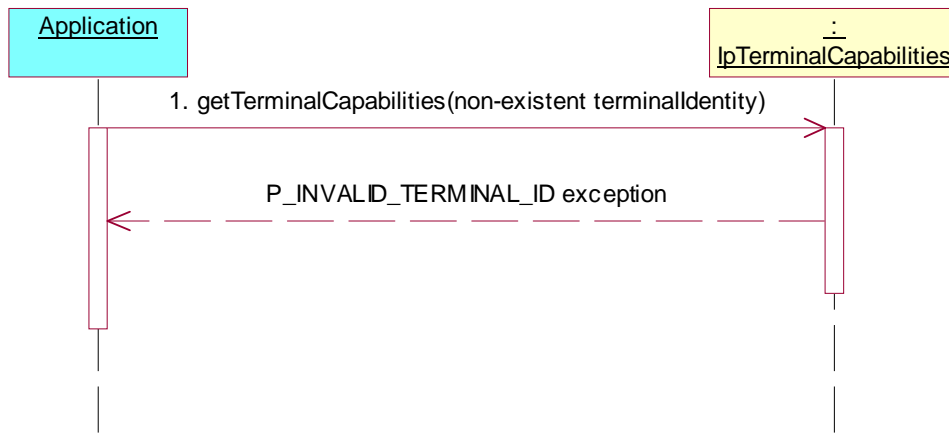 Application
:
IpTerminalCapabilities
1. getTerminalCapabilities(non-existent terminalIdentity)
P_INVALID_TERMINAL_ID exception